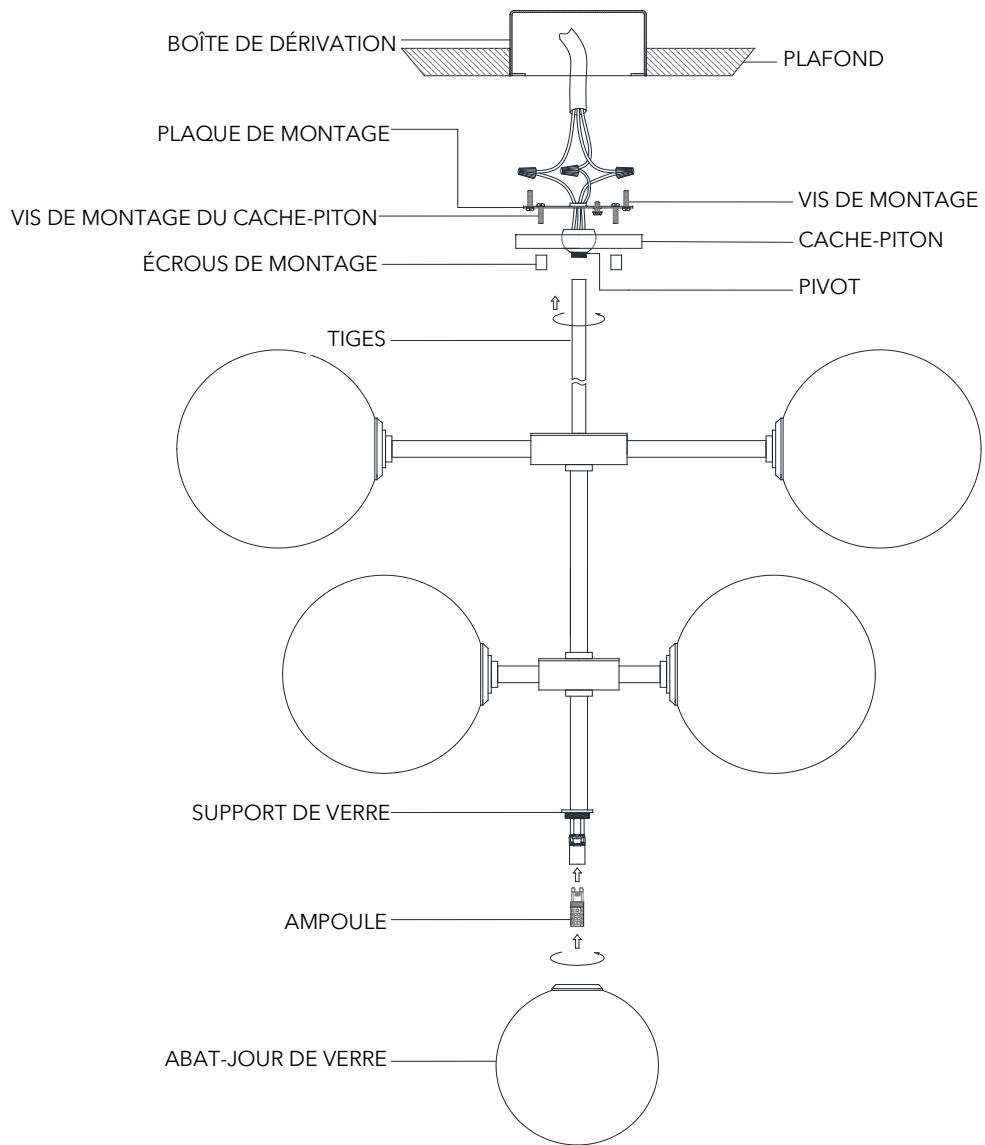 BOÎTE DE DÉRIVATION
PLAFOND
PLAQUE DE MONTAGE
VIS DE MONTAGE
VIS DE MONTAGE DU CACHE-PITON
CACHE-PITON
ÉCROUS DE MONTAGE
PIVOT
TIGES
SUPPORT DE VERRE
AMPOULE
ABAT-JOUR DE VERRE